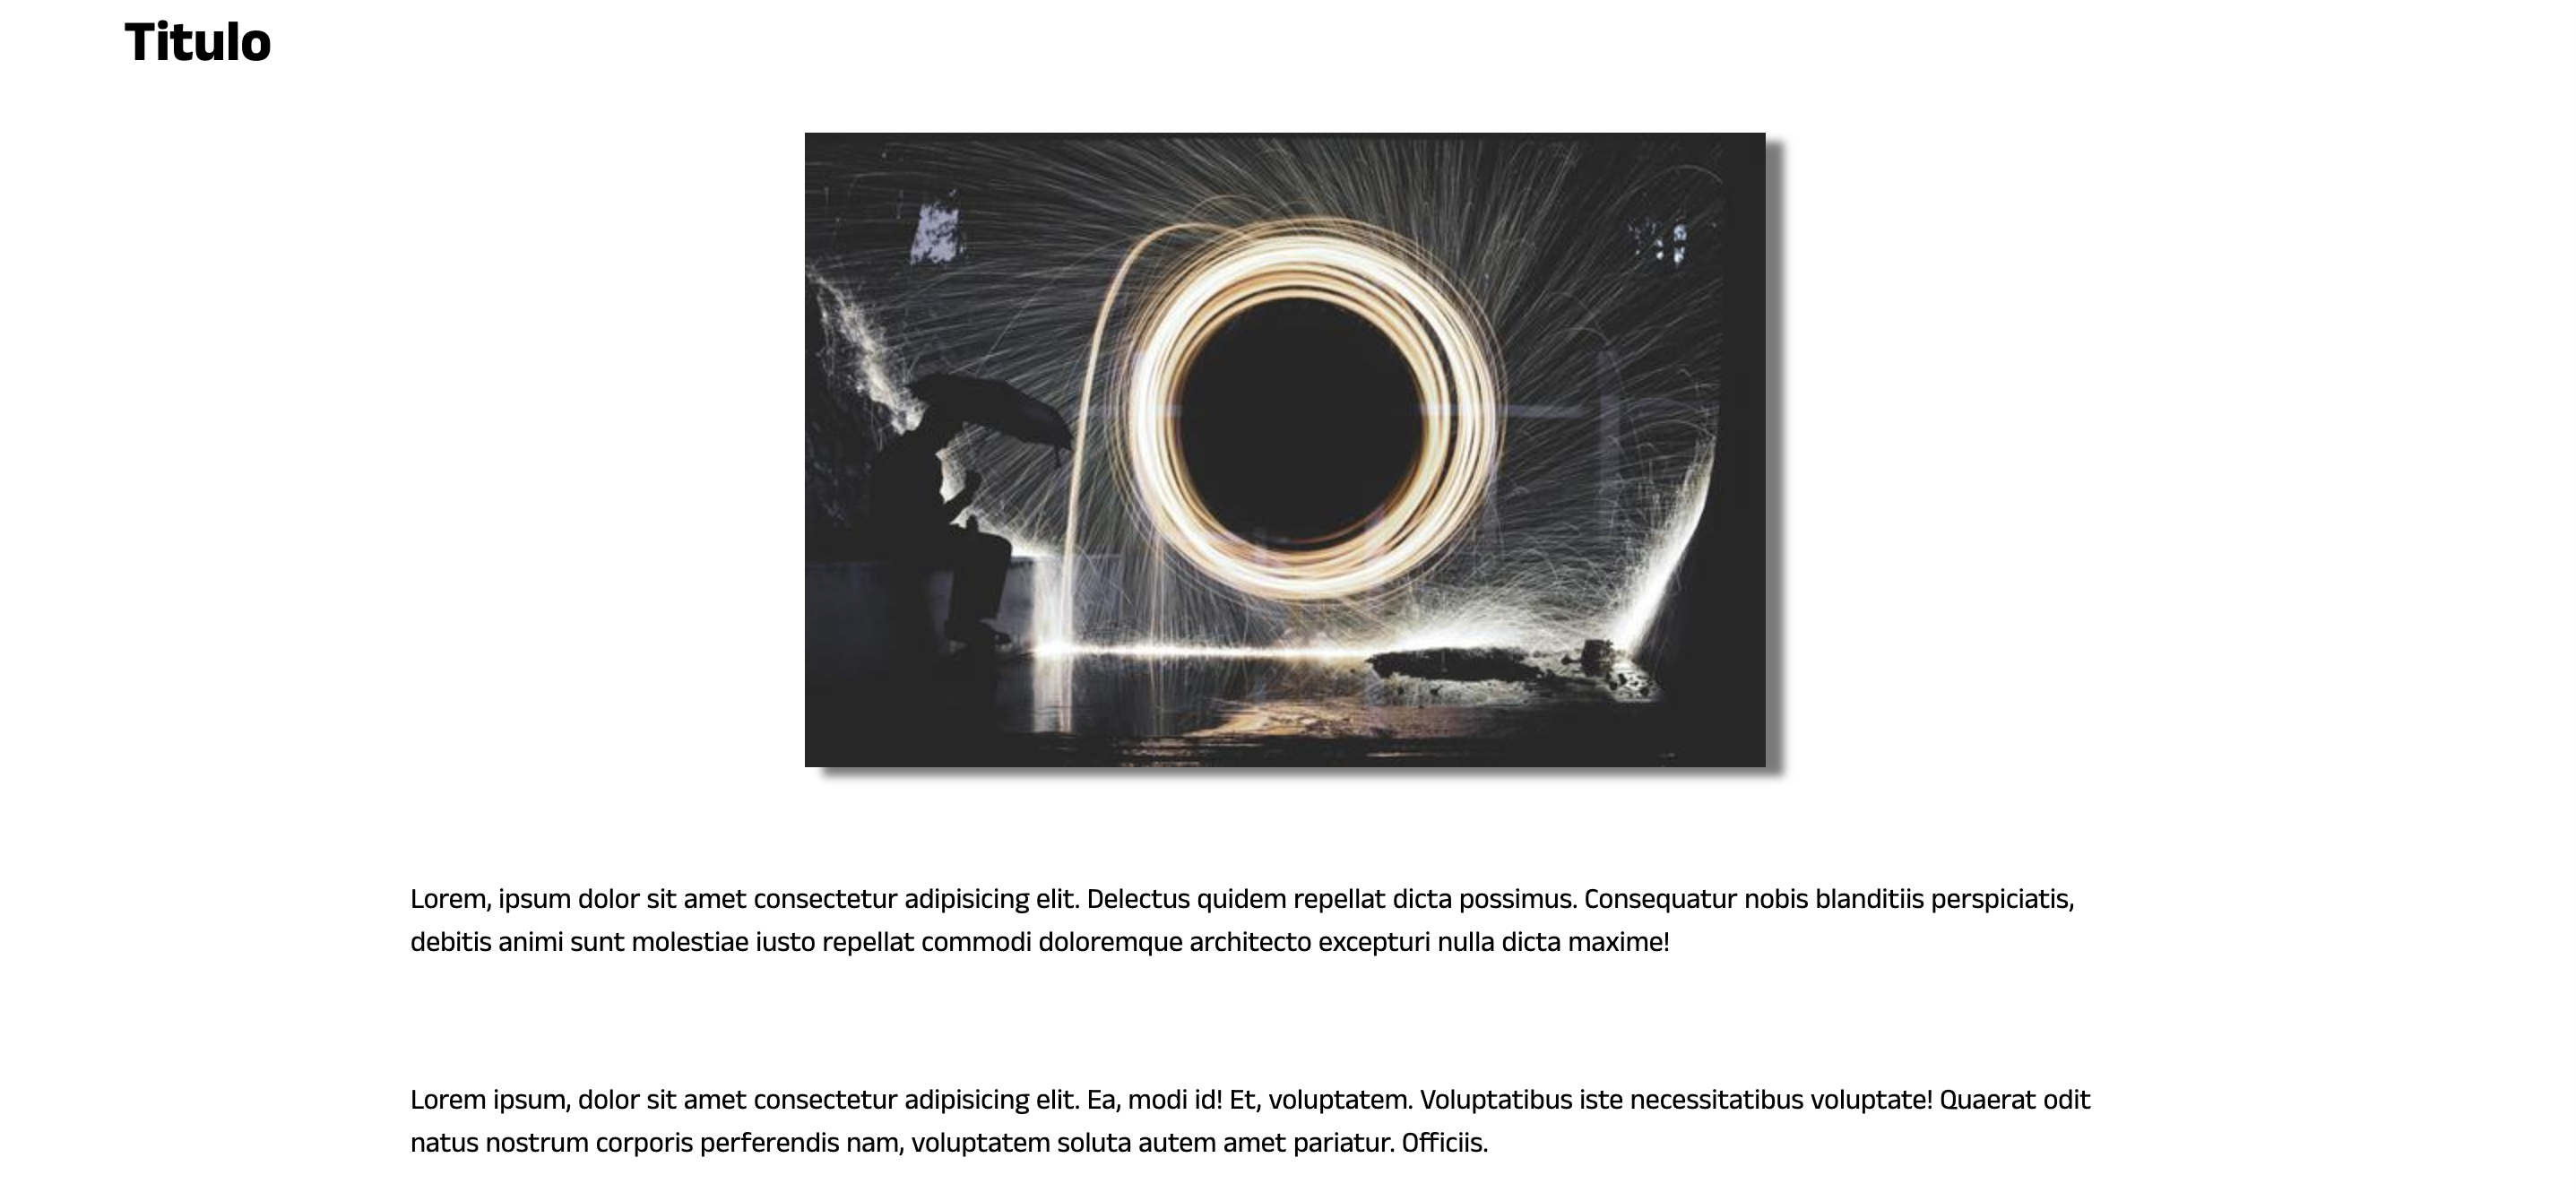 Titulo
Lorem, ipsum dolor sit amet consectetur adipisicing elit. Delectus quidem repellat dicta possimus. Consequatur nobis blanditiis perspiciatis,
debitis animi sunt molestiae iusto repellat commodi doloremque architecto excepturi nulla dicta maxime!
Lorem ipsum, dolor sit amet consectetur adipisicing elit. Ea, modi id! Et, voluptatem. Voluptatibus iste necessitatibus voluptate! Quaerat odit
natus nostrum corporis perferendis nam, voluptatem soluta autem amet pariatur. Officiis.